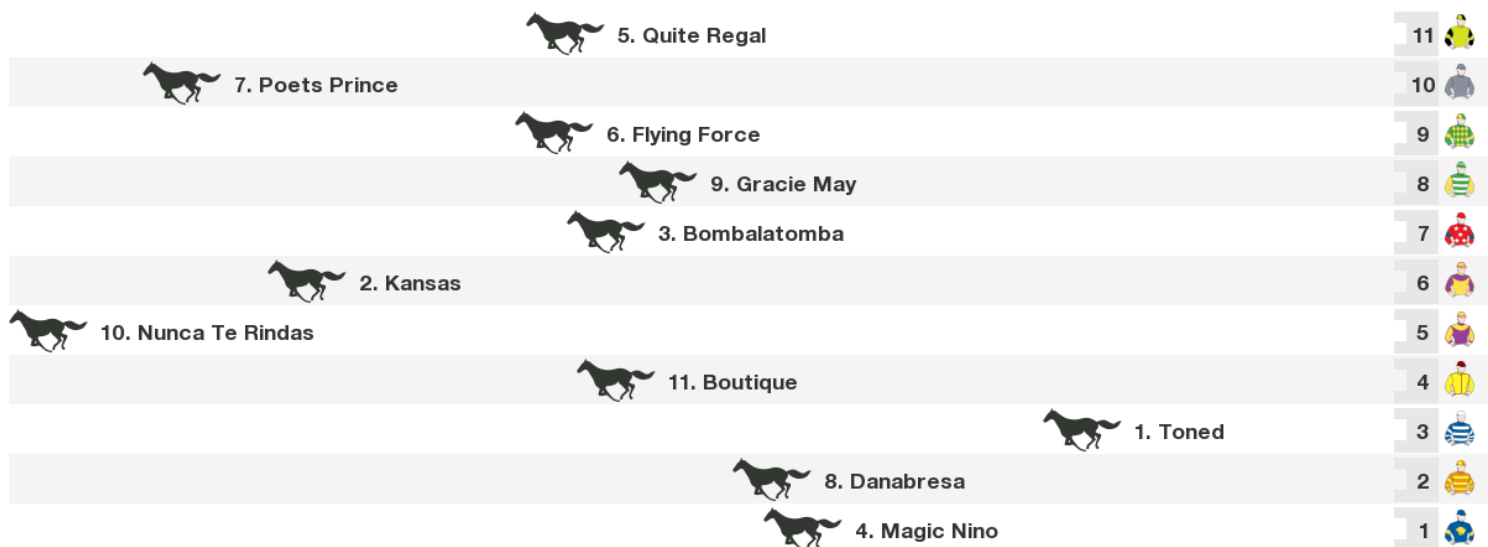 5. Quite Regal 11
7. Poets Prince 10
6. Flying Force 9
9. Gracie May 8
3. Bombalatomba 7
2. Kansas 6
10. Nunca Te Rindas 5
11. Boutique 4
1. Toned 3
8. Danabresa 2
4. Magic Nino 1